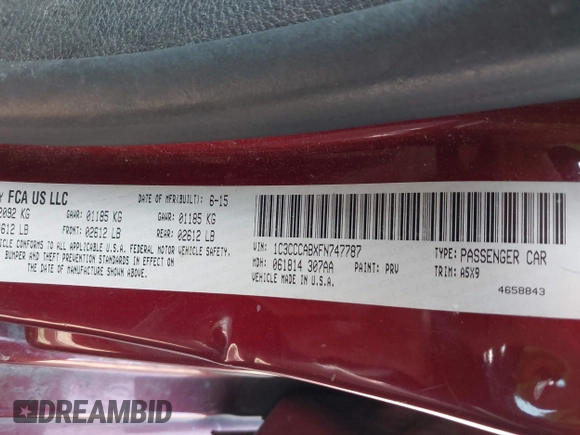 FCA US LLC
DATE OF MFR(BUILT): 6-15
2092 KG GAWR: 01185 KG GAWR: 01185 KG
612 LB FRONT: 02612 LB REAR: 02612 LB
VEHICLE CONFORMS TO ALL APPLICABLE U.S.A. FEDERAL MOTOR VEHICLE SAFETY,
BUMPER AND THEFT PREVENTION STANDARDS IN EFFECT ON
THE DATE OF MANUFACTURE SHOWN ABOVE.
VIN: 1C3CCCABXFN747787 TYPE: PASSENGER CAR
MDH: 061814 307AA PAINT: PRV TRIM: A5X9
VEHICLE MADE IN U.S.A.
4658843
DREAMBID